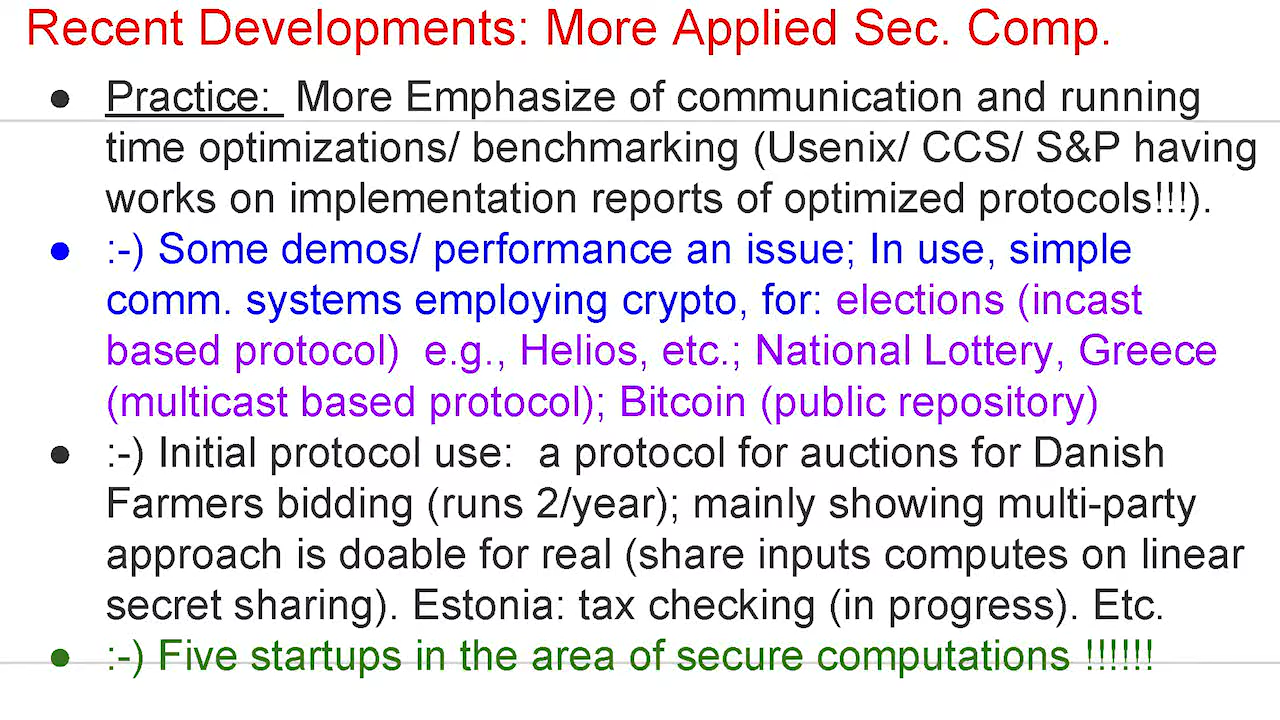 Recent Developments: More Applied Sec. Comp.
● Practice: More Emphasize of communication and running
time optimizations/ benchmarking (Usenix/ CCS/ S&P having
works on implementation reports of optimized protocols!!!).
● :-) Some demos/ performance an issue; In use, simple
comm. systems employing crypto, for: elections (incast
based protocol) e.g., Helios, etc.; National Lottery, Greece
(multicast based protocol); Bitcoin (public repository)
● :-) Initial protocol use: a protocol for auctions for Danish
Farmers bidding (runs 2/year); mainly showing multi-party
approach is doable for real (share inputs computes on linear
secret sharing). Estonia: tax checking (in progress). Etc.
● :-) Five startups in the area of secure computations !!!!!!